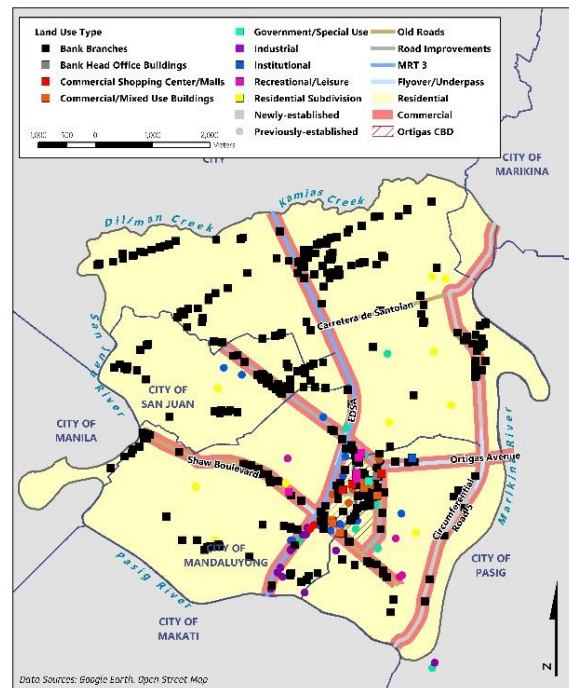 Land Use Type
Bank Branches
Bank Head Office Buildings
Commercial Shopping Center/Malls
Commercial/Mixed Use Buildings
Government/Special Use
Industrial
Institutional
Recreational/Leisure
Residential Subdivision
Newly-established
Previously-established
Old Roads
Road Improvements
MRT 3
Flyover/Underpass
Residential
Commercial
Ortigas CBD
1,000 500 0 1,000 2,000
Meters
CITY
CITY OF
MARIKINA
Kamias Creek
Diliman Creek
Carretera de Santolan
San Juan River
CITY OF
SAN JUAN
EDSA
CITY OF
MANILA
Shaw Boulevard
Ortigas Avenue
Marikina River
Circumferential
Road 5
CITY OF
MANDALUYONG
CITY OF
PASIG
Pasig River
CITY OF
MAKATI
Z
Data Sources: Google Earth, Open Street Map